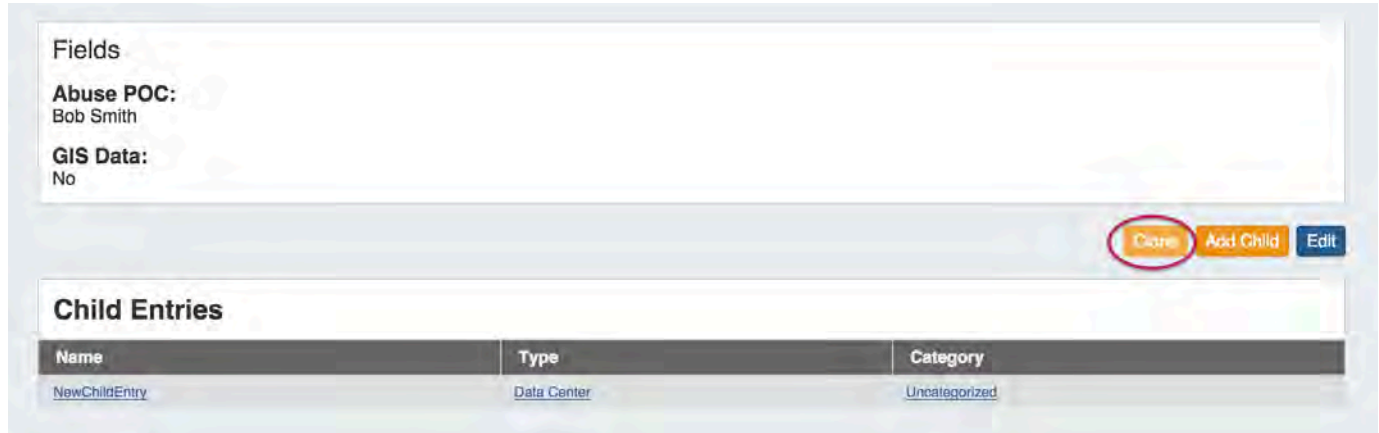 Fields
Abuse POC:
Bob Smith
GIS Data:
No
Clone Add Child Edit
Child Entries
Name Type Category
NewChildEntry Data Center Uncategorized